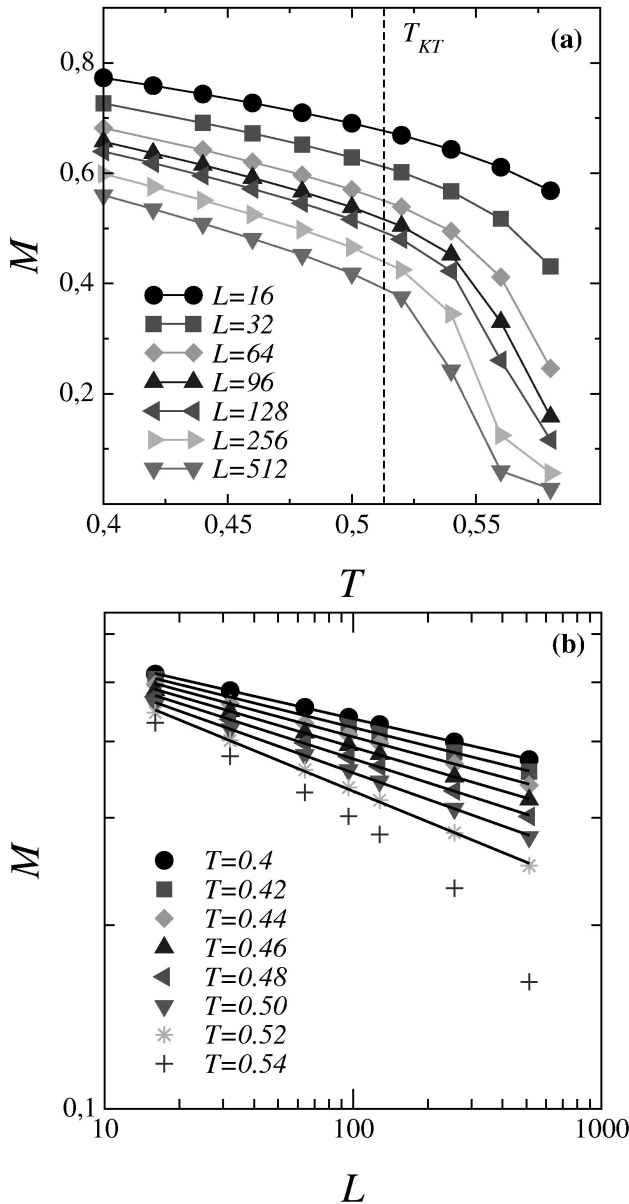 T_KT
(a)
0,8
0,6
0,4
0,2
M
L=16
L=32
L=64
L=96
L=128
L=256
L=512
0,4
0,45
0,5
0,55
T
(b)
M
T=0.4
T=0.42
T=0.44
T=0.46
T=0.48
T=0.50
T=0.52
T=0.54
0,1
10
100
1000
L